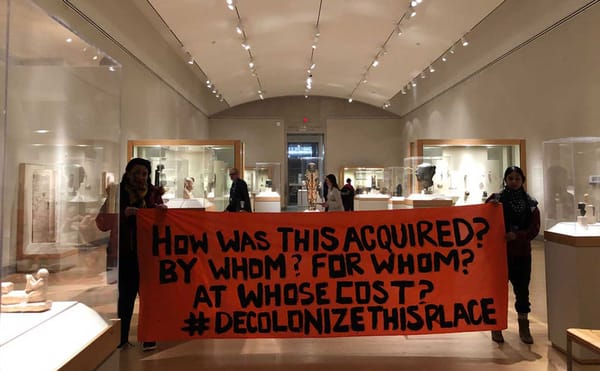 HOW WAS THIS ACQUIRED?
BY WHOM? FOR WHOM?
AT WHOSE COST?
#DECOLONIZETHISPLACE